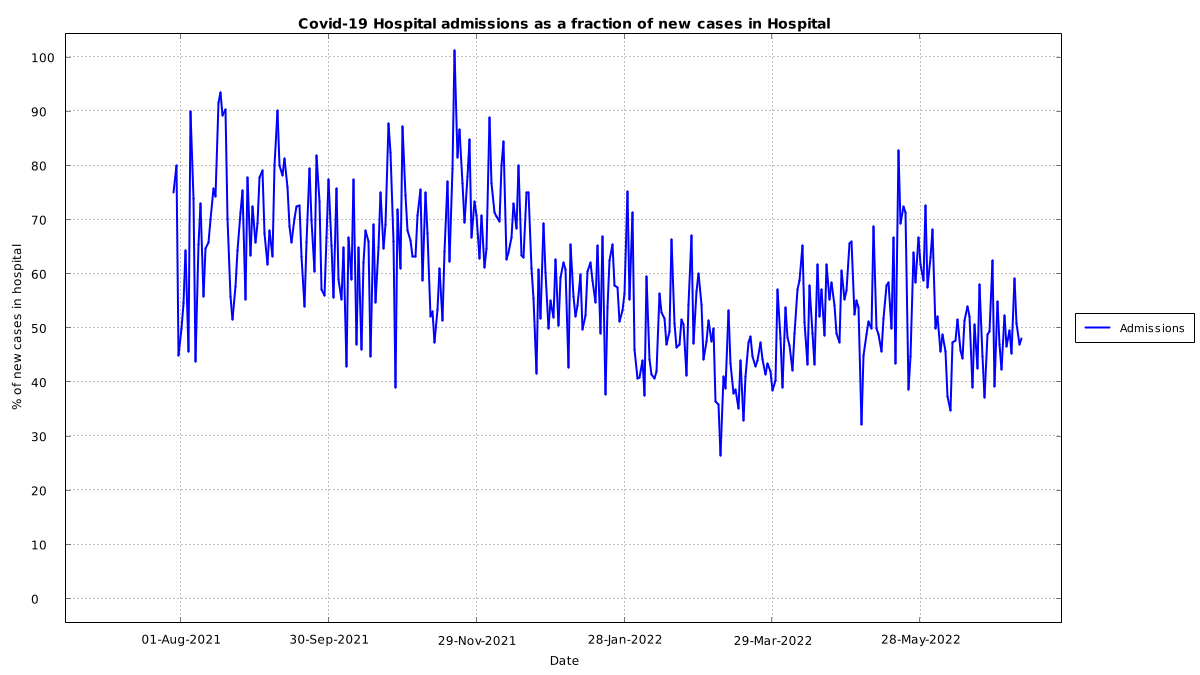 Covid-19 Hospital admissions as a fraction of new cases in Hospital
100
90
80
70
60
50
40
30
20
10
0
% of new cases in hospital
01-Aug-2021
30-Sep-2021
29-Nov-2021
28-Jan-2022
29-Mar-2022
28-May-2022
Date
Admissions